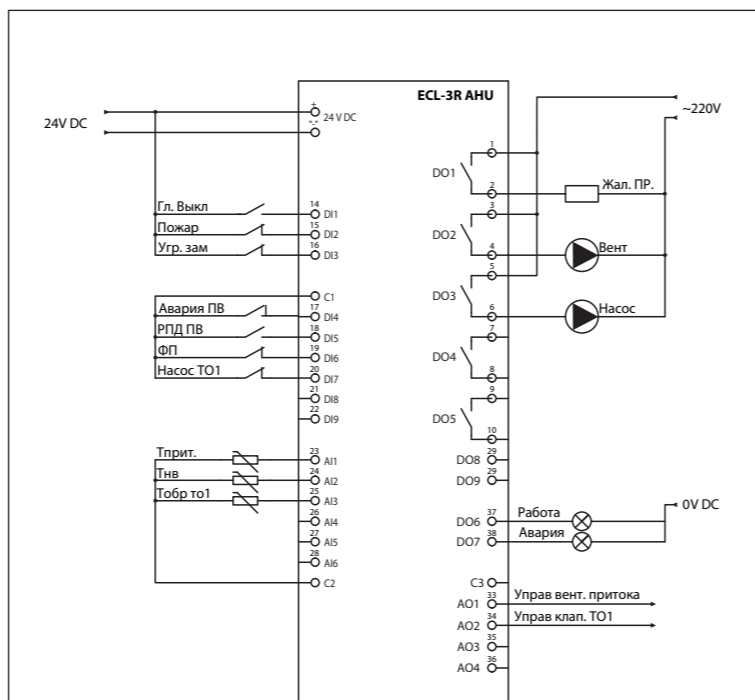 ECL-3R AHU
24V DC
+
24 V DC
"-"
~220V
1
DO1
2
Жал. ПР.
3
DO2
4
Вент
5
DO3
6
Насос
7
DO4
8
9
DO5
10
29
DO8
29
DO9
Гл. Выкл
14
DI1
Пожар
15
DI2
Угр. зам
16
DI3
C1
Авария ПВ
17
DI4
РПД ПВ
18
DI5
ФП
19
DI6
Насос ТО1
20
DI7
21
DI8
22
DI9
Тприт.
23
AI1
Тнв
24
AI2
Тобр то1
25
AI3
26
AI4
27
AI5
28
AI6
C2
0V DC
37
DO6
Работа
38
DO7
Авария
C3
33
AO1
Управ вент. притока
34
AO2
Управ клап. ТО1
35
AO3
36
AO4